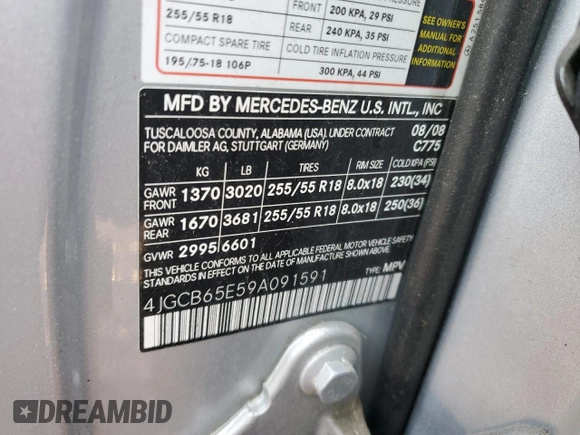 PRESSURE
FRONT 200 KPA, 29 PSI
255/55 R18
REAR 240 KPA, 35 PSI
COMPACT SPARE TIRE COLD TIRE INFLATION PRESSURE
195/75-18 106P 300 KPA, 44 PSI
SEE OWNER'S
MANUAL FOR
ADDITIONAL
INFORMATION
A 251
MFD BY MERCEDES-BENZ U.S. INTL., INC
TUSCALOOSA COUNTY, ALABAMA (USA). UNDER CONTRACT 08/08
FOR DAIMLER AG, STUTTGART (GERMANY) C775
KG LB TIRES RIM SIZE COLD KPA (PSI)
GAWR FRONT 1370 3020 255/55 R18 8.0x18 230(34)
GAWR REAR 1670 3681 255/55 R18 8.0x18 250(36)
GVWR 2995 6601
THIS VEHICLE CONFORMS TO ALL APPLICABLE FEDERAL MOTOR VEHICLE SAFETY
STANDARDS IN EFFECT ON THE DATE OF MANUFACTURE SHOWN ABOVE.
4JGCB65E59A091591 TYPE: MPV
DREAMBID